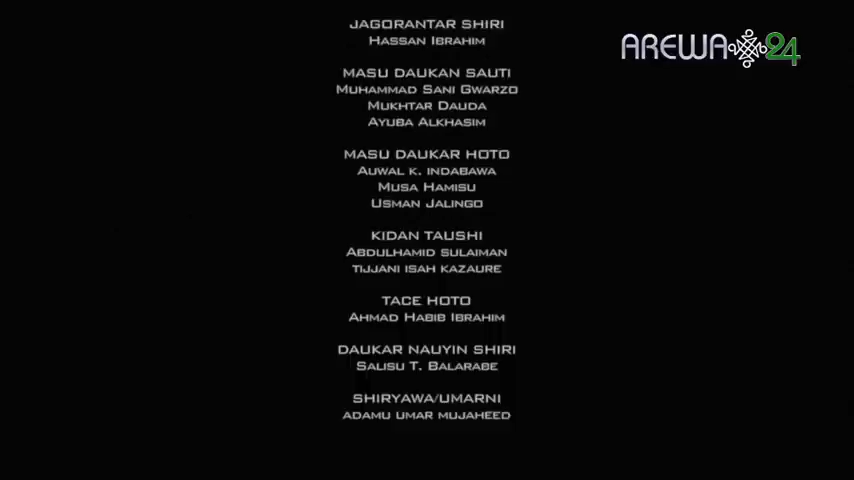 JAGORANTAR SHIRI
HASSAN IBRAHIM
AREWA 24
MASU DAUKAN SAUTI
MUHAMMAD SANI GWARZO
MUKHTAR DAUDA
AYUBA ALKHASIM
MASU DAUKAR HOTO
AUWAL K. INDABAWA
MUSA HAMISU
USMAN JALINGO
KIDAN TAUSHI
ABDULHAMID SULAIMAN
TIJJANI ISAH KAZAURE
TACE HOTO
AHMAD HABIB IBRAHIM
DAUKAR NAUYIN SHIRI
SALISU T. BALARABE
SHIRYAWA/UMARNI
ADAMU UMAR MUJAHEED